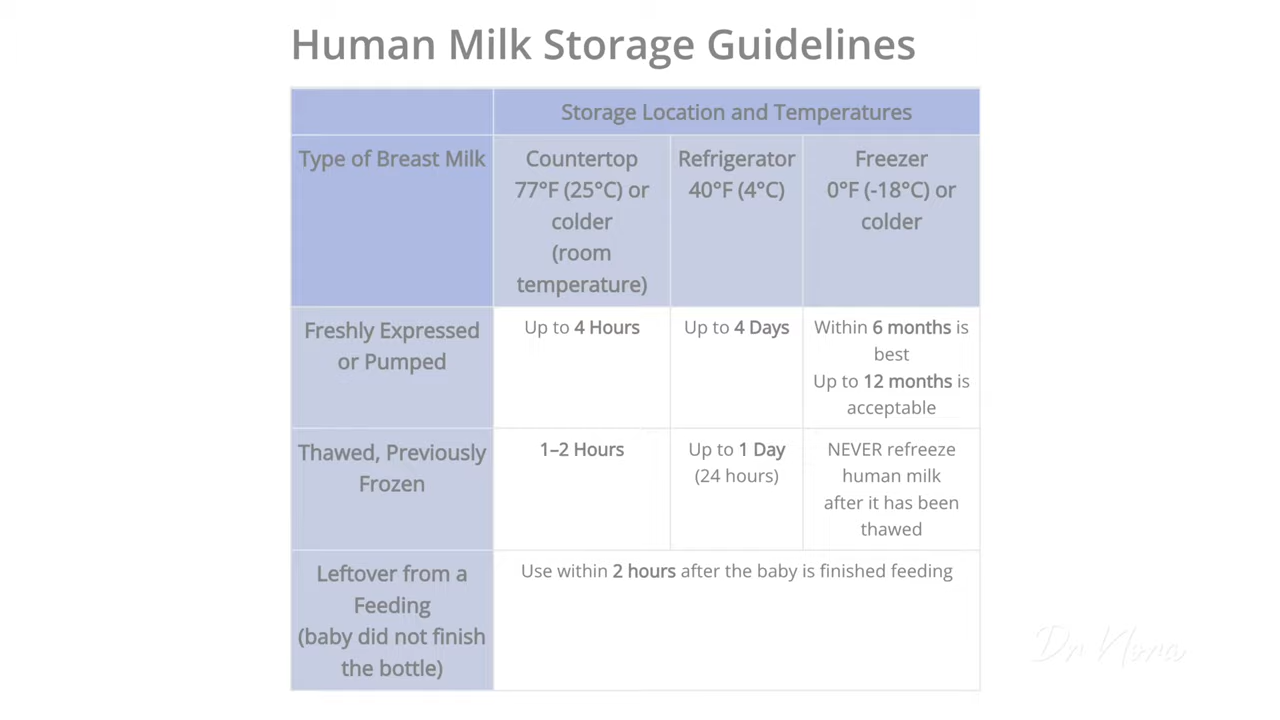 Human Milk Storage Guidelines
Storage Location and Temperatures
Type of Breast Milk
Countertop
77°F (25°C) or
colder
(room
temperature)
Refrigerator
40°F (4°C)
Freezer
0°F (-18°C) or
colder
Freshly Expressed
or Pumped
Up to 4 Hours
Up to 4 Days
Within 6 months is
best
Up to 12 months is
acceptable
Thawed, Previously
Frozen
1–2 Hours
Up to 1 Day
(24 hours)
NEVER refreeze
human milk
after it has been
thawed
Leftover from a
Feeding
(baby did not finish
the bottle)
Use within 2 hours after the baby is finished feeding
Dr Nora